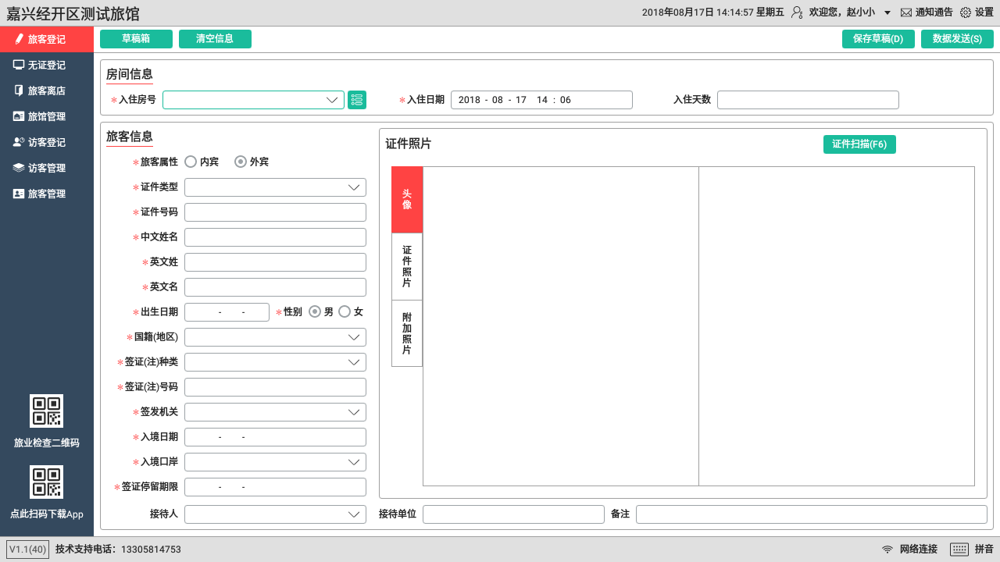 嘉兴经开区测试旅馆
2018年08月17日 14:14:57 星期五
欢迎您，赵小小
通知通告
设置
旅客登记
无证登记
旅客离店
旅馆管理
访客登记
访客管理
旅客管理
旅业检查二维码
点此扫码下载App
草稿箱
清空信息
保存草稿(D)
数据发送(S)
房间信息
*入住房号
*入住日期 2018 - 08 - 17 14 : 06
入住天数
旅客信息
*旅客属性 内宾 外宾
*证件类型
*证件号码
*中文姓名
*英文姓
*英文名
*出生日期 - - *性别 男 女
*国籍(地区)
*签证(注)种类
*签证(注)号码
*签发机关
*入境日期 - -
*入境口岸
*签证停留期限 - -
接待人
证件照片
证件扫描(F6)
头像
证件照片
附加照片
接待单位
备注
V1.1(40)
技术支持电话：13305814753
网络连接
拼音